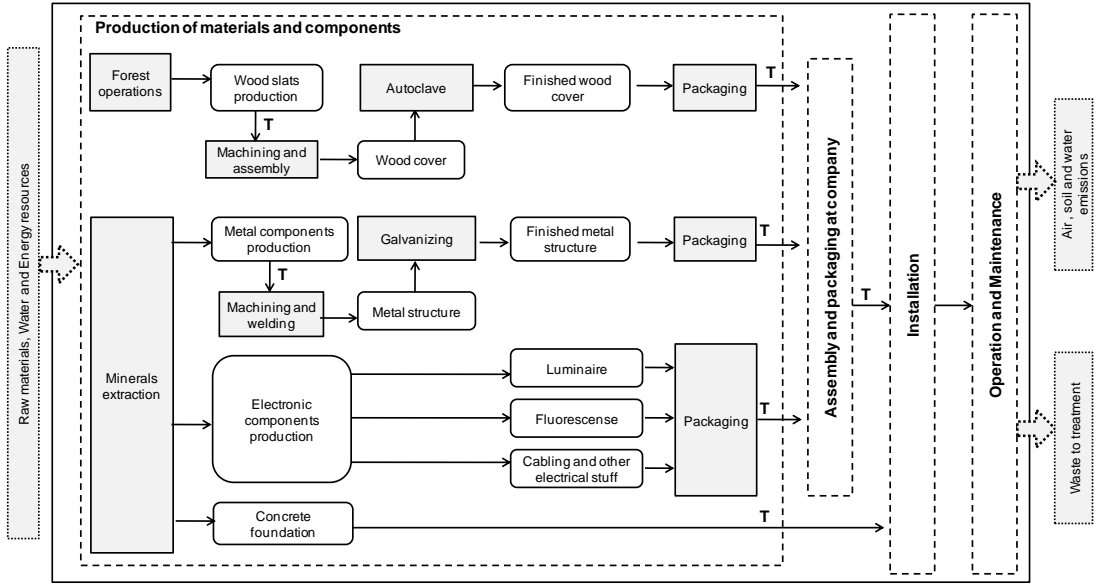 Production of materials and components
Raw materials, Water and Energy resources
Forest
operations
Wood slats
production
T
Machining and
assembly
Wood cover
Autoclave
Finished wood
cover
Packaging
T
Minerals
extraction
Metal components
production
T
Machining and
welding
Metal structure
Galvanizing
Finished metal
structure
Packaging
T
Electronic
components
production
Luminaire
Fluorescense
Cabling and other
electrical stuff
Packaging
T
Concrete
foundation
T
Assembly and packaging at company
T
Installation
Operation and Maintenance
Air, soil and water
emissions
Waste to treatment